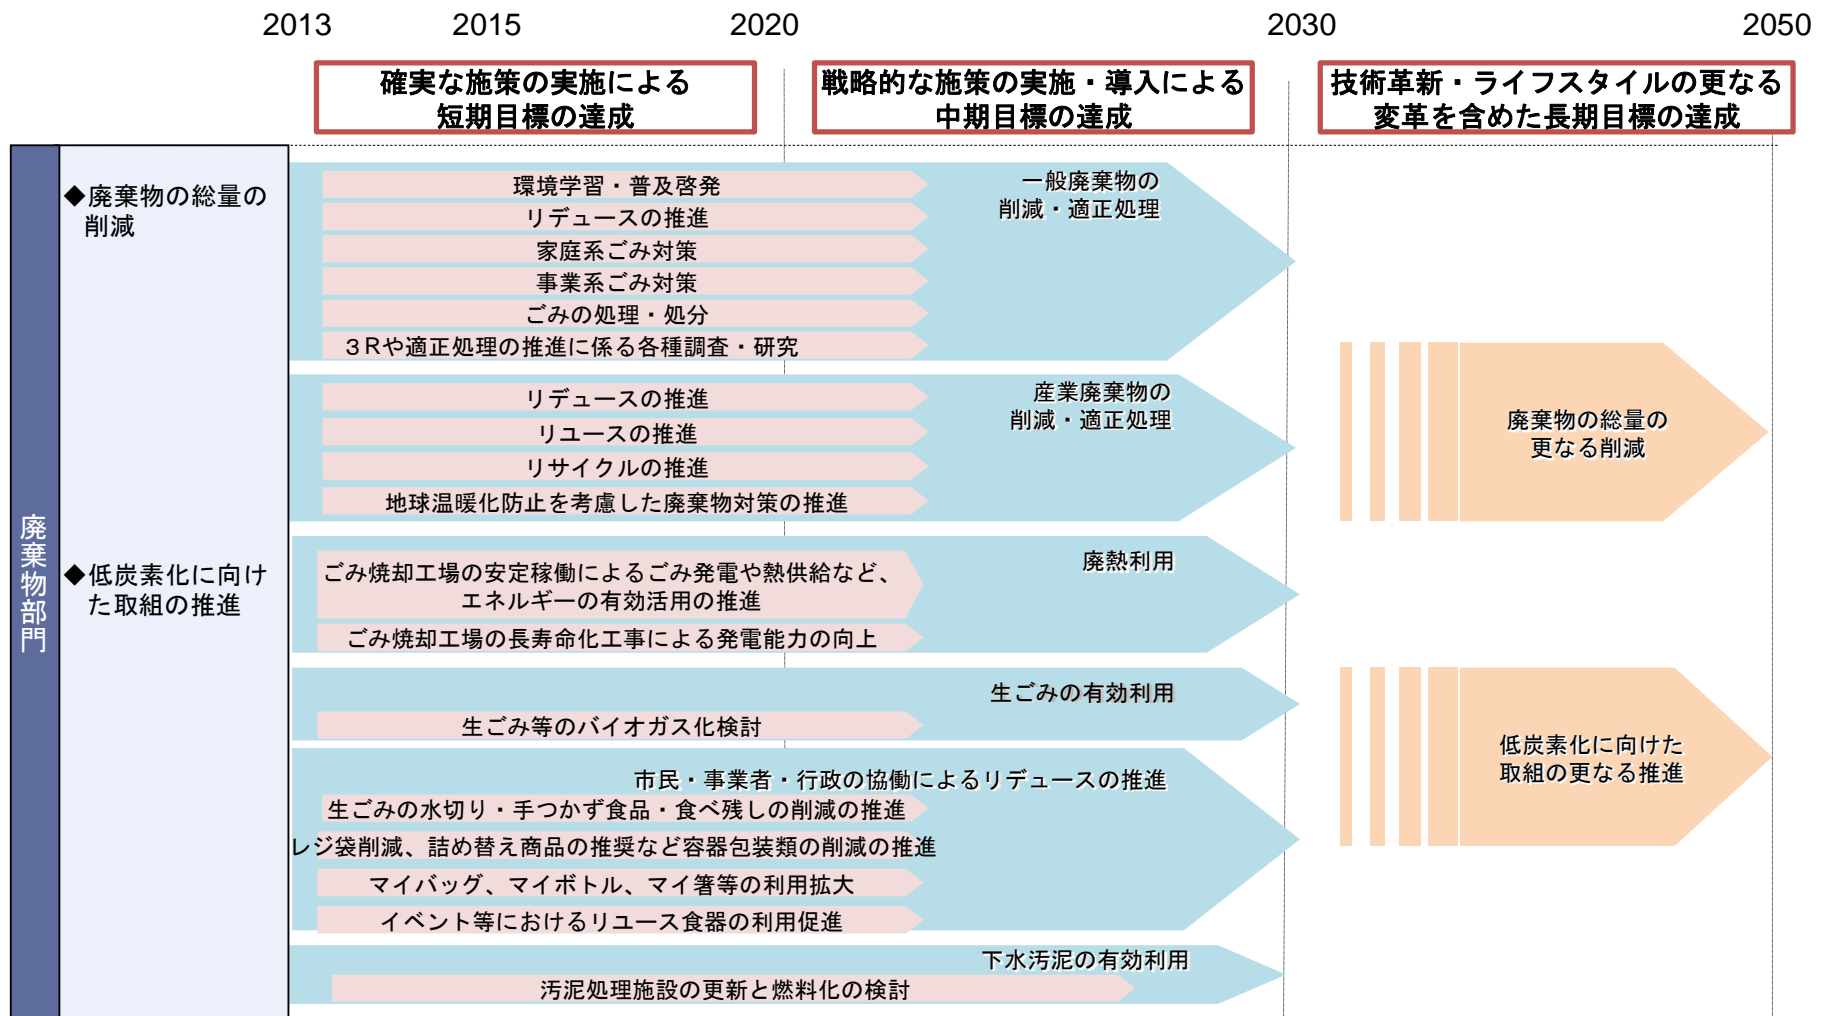 2013
2015
2020
2030
2050
確実な施策の実施による
短期目標の達成
戦略的な施策の実施・導入による
中期目標の達成
技術革新・ライフスタイルの更なる
変革を含めた長期目標の達成
廃棄物部門
◆廃棄物の総量の
削減
環境学習・普及啓発
リデュースの推進
家庭系ごみ対策
事業系ごみ対策
ごみの処理・処分
３Rや適正処理の推進に係る各種調査・研究
一般廃棄物の
削減・適正処理
リデュースの推進
リユースの推進
リサイクルの推進
地球温暖化防止を考慮した廃棄物対策の推進
産業廃棄物の
削減・適正処理
廃棄物の総量の
更なる削減
◆低炭素化に向け
た取組の推進
ごみ焼却工場の安定稼働によるごみ発電や熱供給など、
エネルギーの有効活用の推進
ごみ焼却工場の長寿命化工事による発電能力の向上
廃熱利用
生ごみの有効利用
生ごみ等のバイオガス化検討
市民・事業者・行政の協働によるリデュースの推進
生ごみの水切り・手つかず食品・食べ残しの削減の推進
レジ袋削減、詰め替え商品の推奨など容器包装類の削減の推進
マイバッグ、マイボトル、マイ箸等の利用拡大
イベント等におけるリユース食器の利用促進
下水汚泥の有効利用
汚泥処理施設の更新と燃料化の検討
低炭素化に向けた
取組の更なる推進